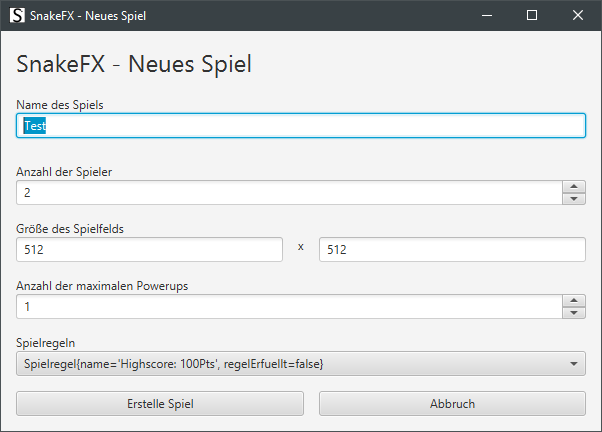 S SnakeFX - Neues Spiel
SnakeFX - Neues Spiel
Name des Spiels
Test
Anzahl der Spieler
2
Größe des Spielfelds
512 x 512
Anzahl der maximalen Powerups
1
Spielregeln
Spielregel{name='Highscore: 100Pts', regelErfuellt=false}
Erstelle Spiel Abbruch